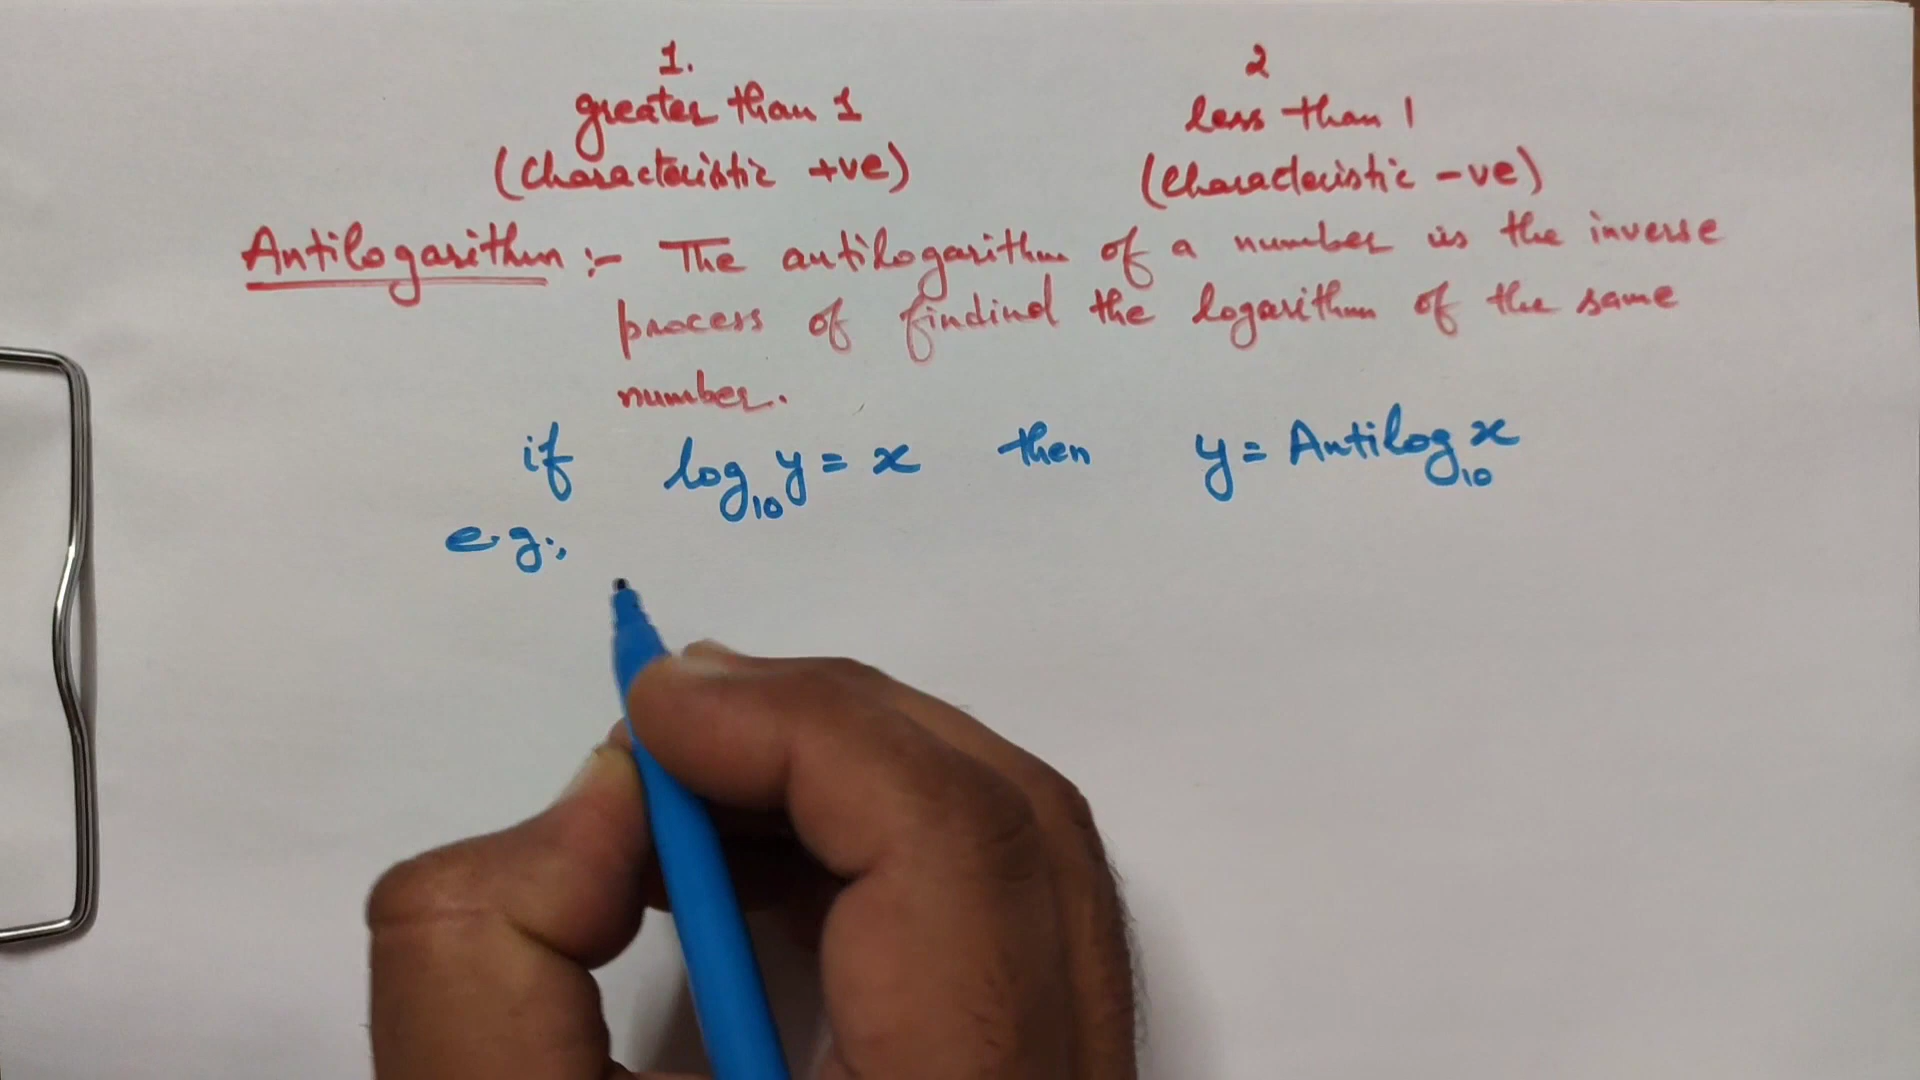 1. 2
greater than 1 less than 1
(Characteristic +ve) (Characteristic -ve)
Antilogarithm :- The antilogarithm of a number is the inverse
process of findind the logarithm of the same
number.
if log₁₀ y = x then y = Antilog₁₀ x
e.g:,